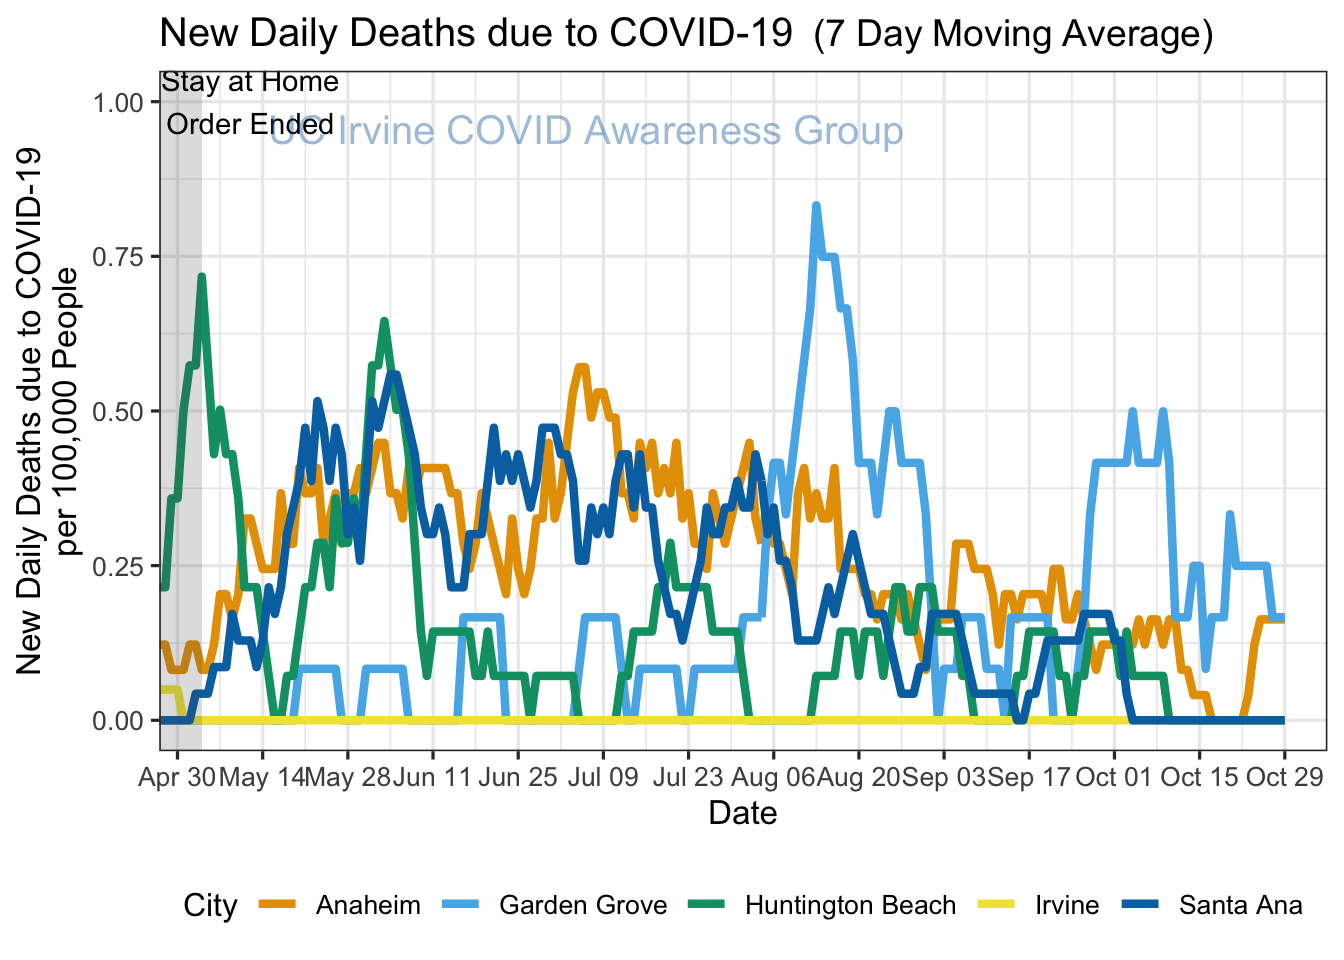 New Daily Deaths due to COVID-19 (7 Day Moving Average)
Stay at Home
Order Ended
UC Irvine COVID Awareness Group
New Daily Deaths due to COVID-19
per 100,000 People
1.00
0.75
0.50
0.25
0.00
Apr 30 May 14 May 28 Jun 11 Jun 25 Jul 09 Jul 23 Aug 06 Aug 20 Sep 03 Sep 17 Oct 01 Oct 15 Oct 29
Date
City Anaheim Garden Grove Huntington Beach Irvine Santa Ana